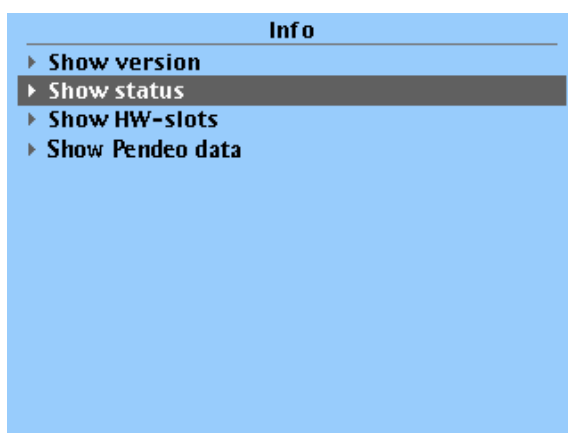 Info
Show version
Show status
Show HW-slots
Show Pendeo data